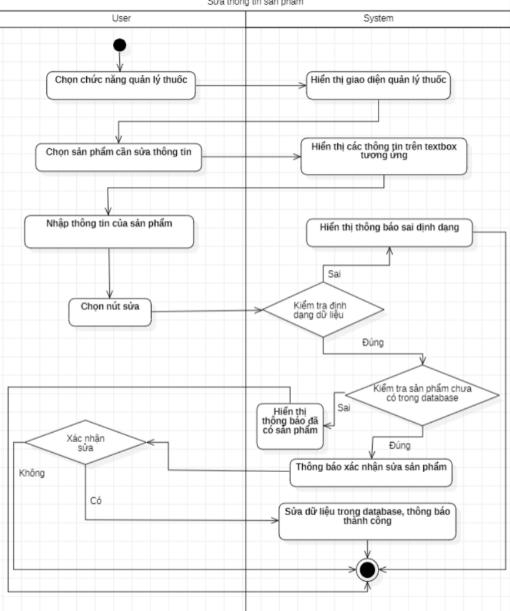 Sửa thông tin sản phẩm
User
System
Chọn chức năng quản lý thuốc
Hiển thị giao diện quản lý thuốc
Chọn sản phẩm cần sửa thông tin
Hiển thị các thông tin trên textbox
tương ứng
Nhập thông tin của sản phẩm
Hiển thị thông báo sai dịnh dạng
Sai
Chọn nút sửa
Kiểm tra định
dạng dữ liệu
Đúng
Kiểm tra sản phẩm chưa
có trong database
Sai
Hiển thị
thông báo đã
có sản phẩm
Đúng
Xác nhận
sửa
Thông báo xác nhận sửa sản phẩm
Không
Có
Sửa dữ liệu trong database, thông báo
thành công